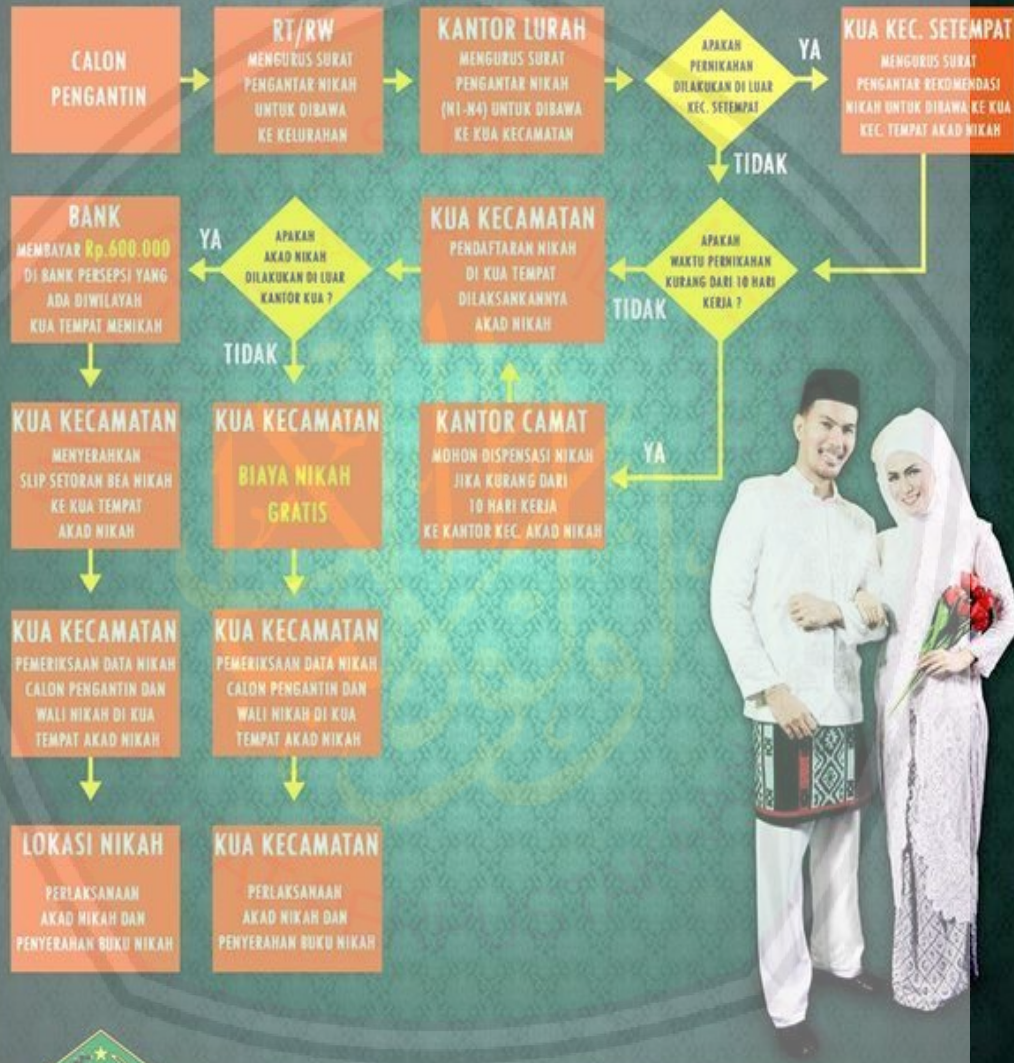 CALON
PENGANTIN
RT/RW
MENGURUS SURAT
PENGANTAR NIKAH
UNTUK DIBAWA
KE KELURAHAN
KANTOR LURAH
MENGURUS SURAT
PENGANTAR NIKAH
(N1-N4) UNTUK DIBAWA
KE KUA KECAMATAN
APAKAH
PERNIKAHAN
DILAKUKAN DI LUAR
KEC. SETEMPAT
YA
KUA KEC. SETEMPAT
MENGURUS SURAT
PENGANTAR REKOMENDASI
NIKAH UNTUK DIBAWA KE KUA
KEC. TEMPAT AKAD NIKAH
TIDAK
BANK
MEMBAYAR Rp.600.000
DI BANK PERSEPSI YANG
ADA DIWILAYAH
KUA TEMPAT MENIKAH
YA
APAKAH
AKAD NIKAH
DILAKUKAN DI LUAR
KANTOR KUA ?
TIDAK
KUA KECAMATAN
PENDAFTARAN NIKAH
DI KUA TEMPAT
DILAKSANKANNYA
AKAD NIKAH
TIDAK
APAKAH
WAKTU PERNIKAHAN
KURANG DARI 10 HARI
KERJA ?
KUA KECAMATAN
MENYERAHKAN
SLIP SETORAN BEA NIKAH
KE KUA TEMPAT
AKAD NIKAH
KUA KECAMATAN
BIAYA NIKAH
GRATIS
KANTOR CAMAT
MOHON DISPENSASI NIKAH
JIKA KURANG DARI
10 HARI KERJA
KE KANTOR KEC. AKAD NIKAH
YA
KUA KECAMATAN
PEMERIKSAAN DATA NIKAH
CALON PENGANTIN DAN
WALI NIKAH DI KUA
TEMPAT AKAD NIKAH
KUA KECAMATAN
PEMERIKSAAN DATA NIKAH
CALON PENGANTIN DAN
WALI NIKAH DI KUA
TEMPAT AKAD NIKAH
LOKASI NIKAH
PERLAKSANAAN
AKAD NIKAH DAN
PENYERAHAN BUKU NIKAH
KUA KECAMATAN
PERLAKSANAAN
AKAD NIKAH DAN
PENYERAHAN BUKU NIKAH